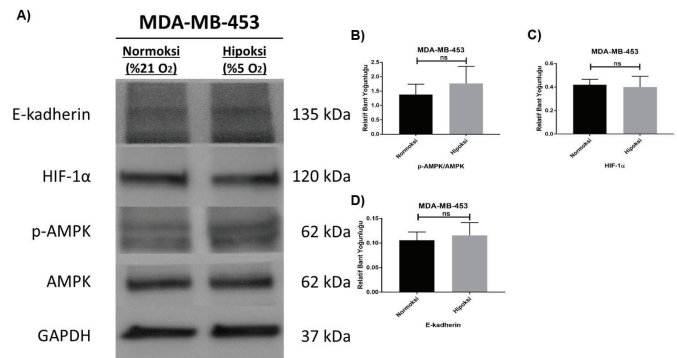 A)
MDA-MB-453
Normoksi Hipoksi
(%21 O2) (%5 O2)
E-kadherin 135 kDa
HIF-1α 120 kDa
p-AMPK 62 kDa
AMPK 62 kDa
GAPDH 37 kDa
B)
MDA-MB-453
ns
Relatif Bant Yoğunluğu
2.5
2.0
1.5
1.0
0.5
0.0
Normoksi Hipoksi
p-AMPK/AMPK
C)
MDA-MB-453
ns
Relatif Bant Yoğunluğu
0.6
0.4
0.2
0.0
Normoksi Hipoksi
HIF-1α
D)
MDA-MB-453
ns
Relatif Bant Yoğunluğu
0.15
0.10
0.05
0.00
Normoksi Hipoksi
E-kadherin